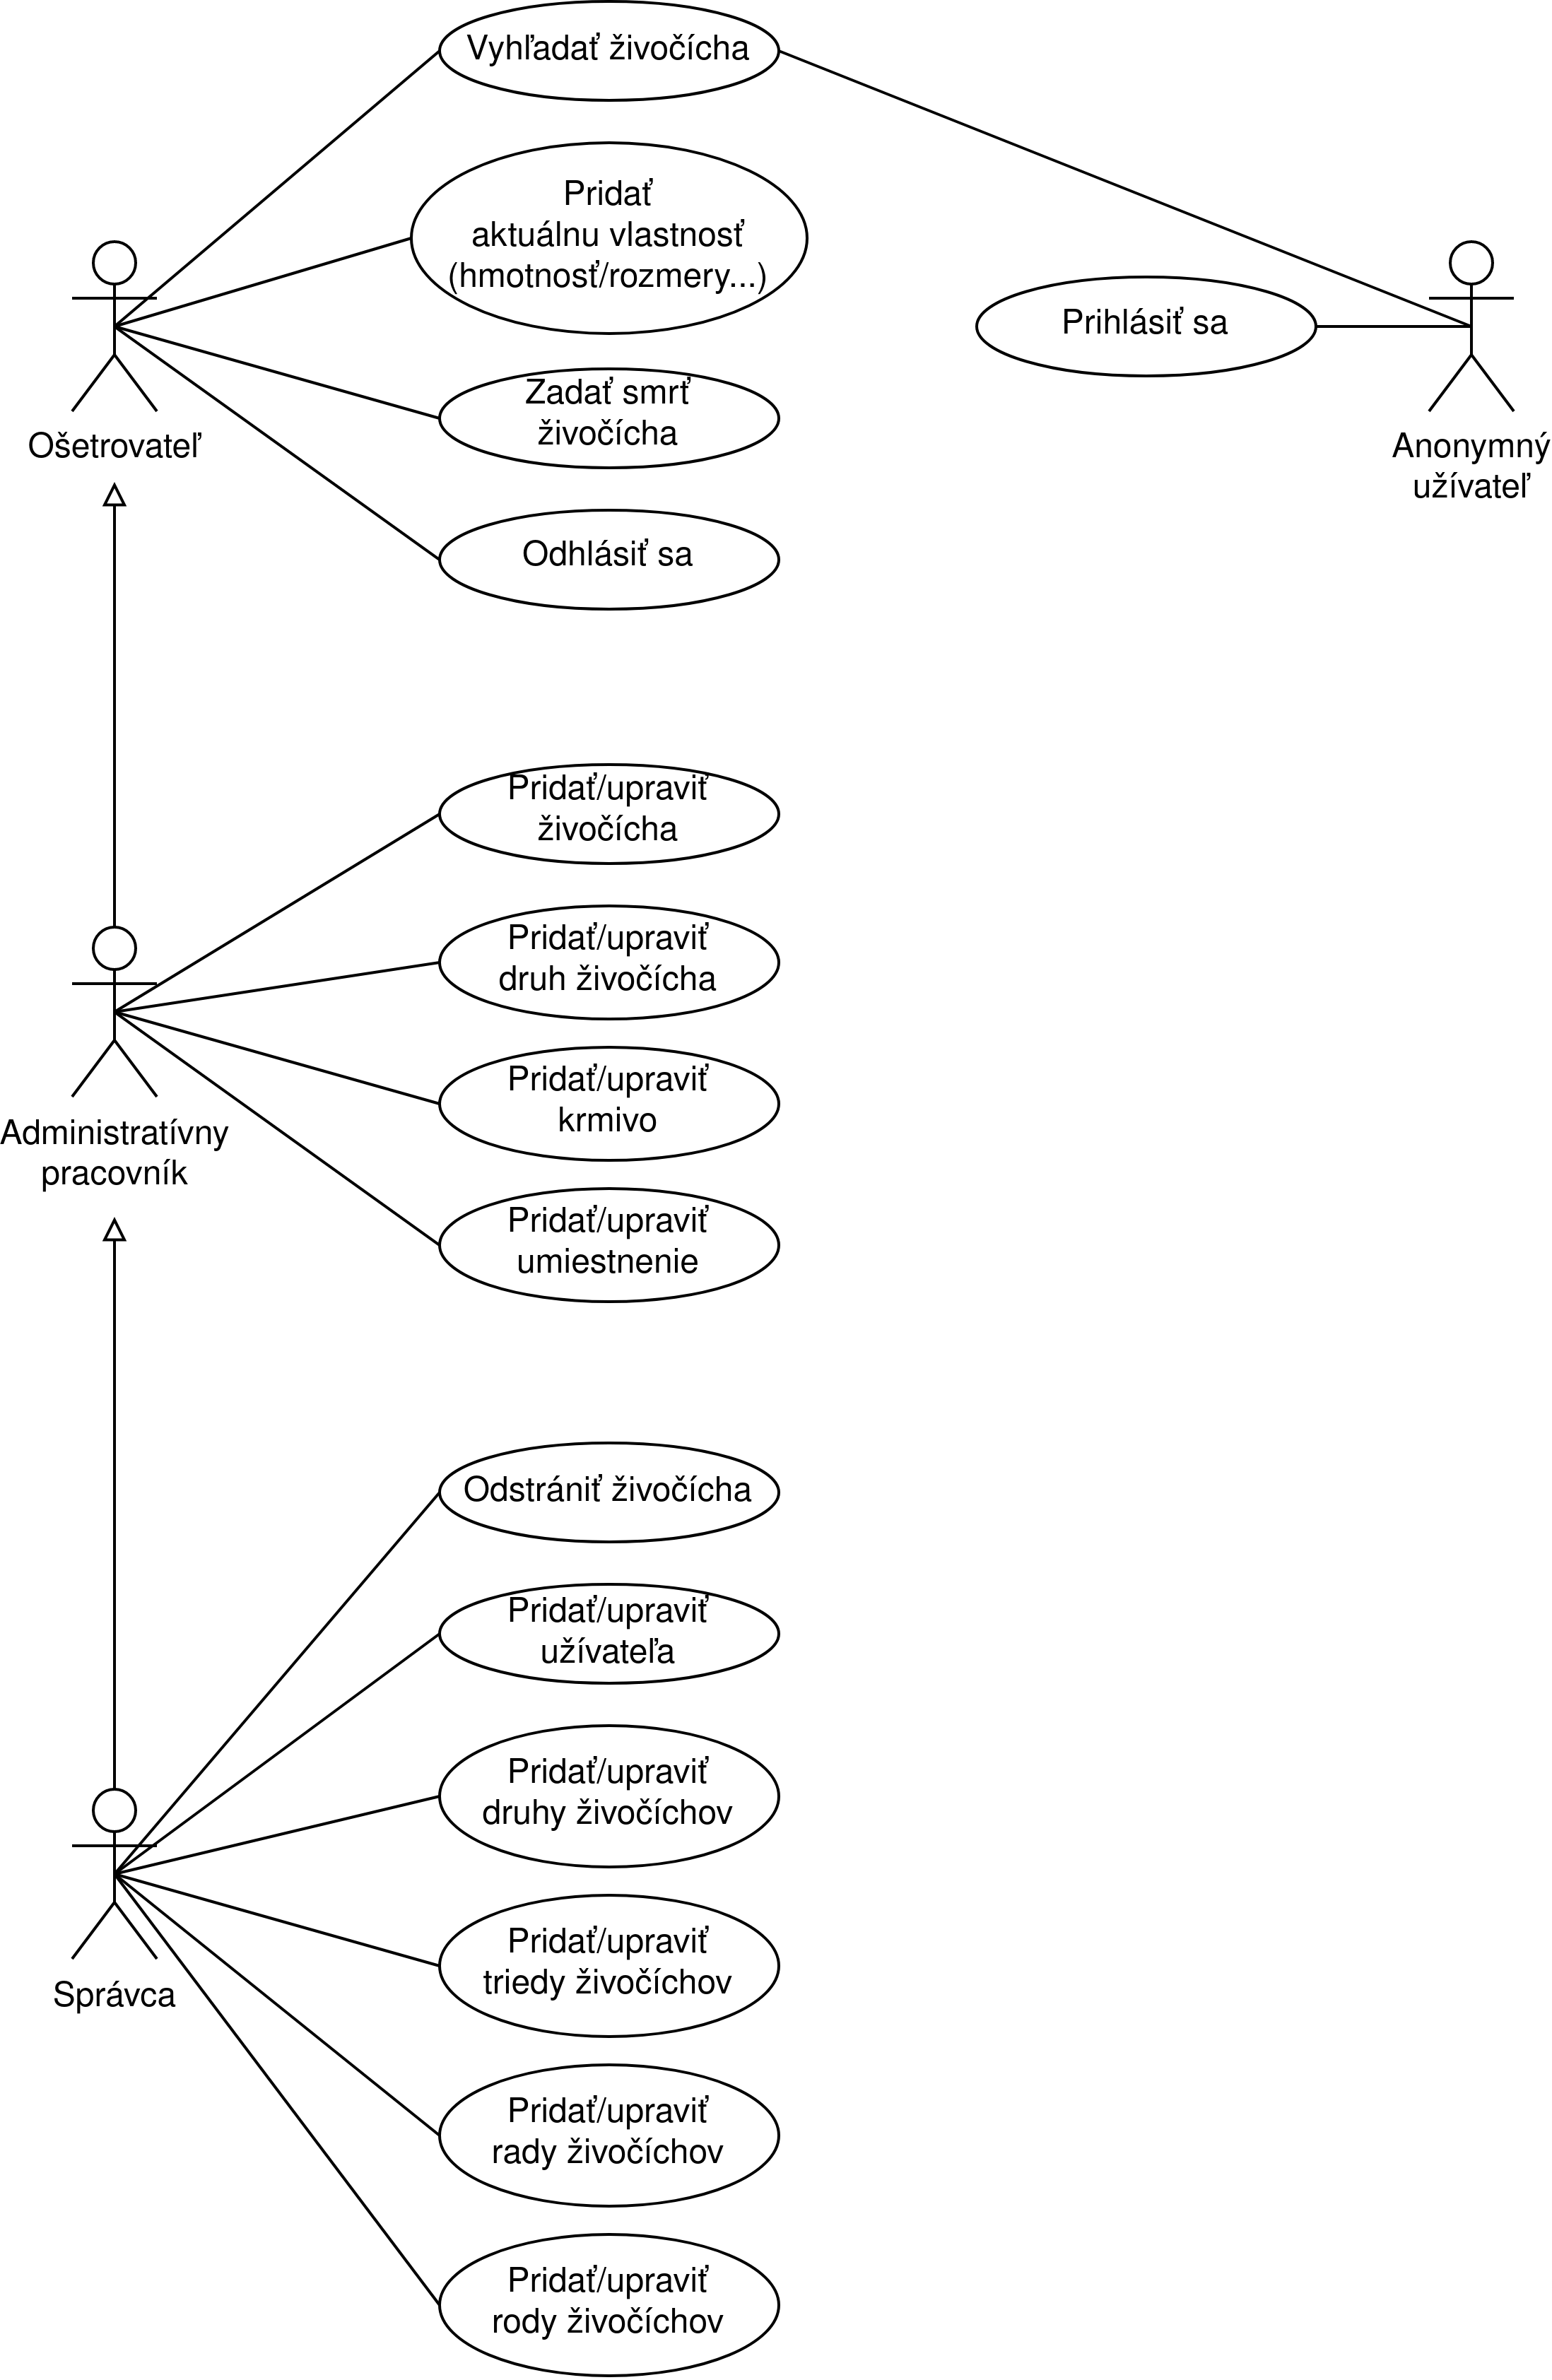 Vyhľadať živočícha
Pridať
aktuálnu vlastnosť
(hmotnosť/rozmery...)
Prihlásiť sa
Zadať smrť
živočícha
Ošetrovateľ
Anonymný
užívateľ
Odhlásiť sa
Pridať/upraviť
živočícha
Pridať/upraviť
druh živočícha
Pridať/upraviť
krmivo
Administratívny
pracovník
Pridať/upraviť
umiestnenie
Odstrániť živočícha
Pridať/upraviť
užívateľa
Pridať/upraviť
druhy živočíchov
Pridať/upraviť
triedy živočíchov
Správca
Pridať/upraviť
rady živočíchov
Pridať/upraviť
rody živočíchov